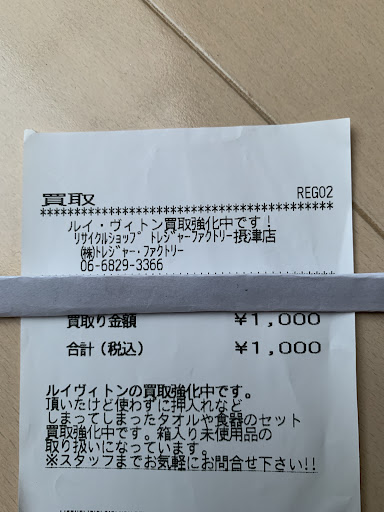 買取 REG02
********************************
ルイ・ヴィトン買取強化中です！
ﾘｻｲｸﾙｼｮｯﾌﾟ ﾄﾚｼﾞｬｰﾌｧｸﾄﾘｰ摂津店
㈱ﾄﾚｼﾞｬｰ･ﾌｧｸﾄﾘｰ
06-6829-3366
買取り金額 ￥1,000
合計（税込） ￥1,000
ルイヴィトンの買取強化中です。
頂いたけど使わずに押入れなど
しまってしまったタオルや食器のセット
買取強化中です。箱入り未使用品の
取り扱いになっています。
※スタッフまでお気軽にお問合せ下さい!!